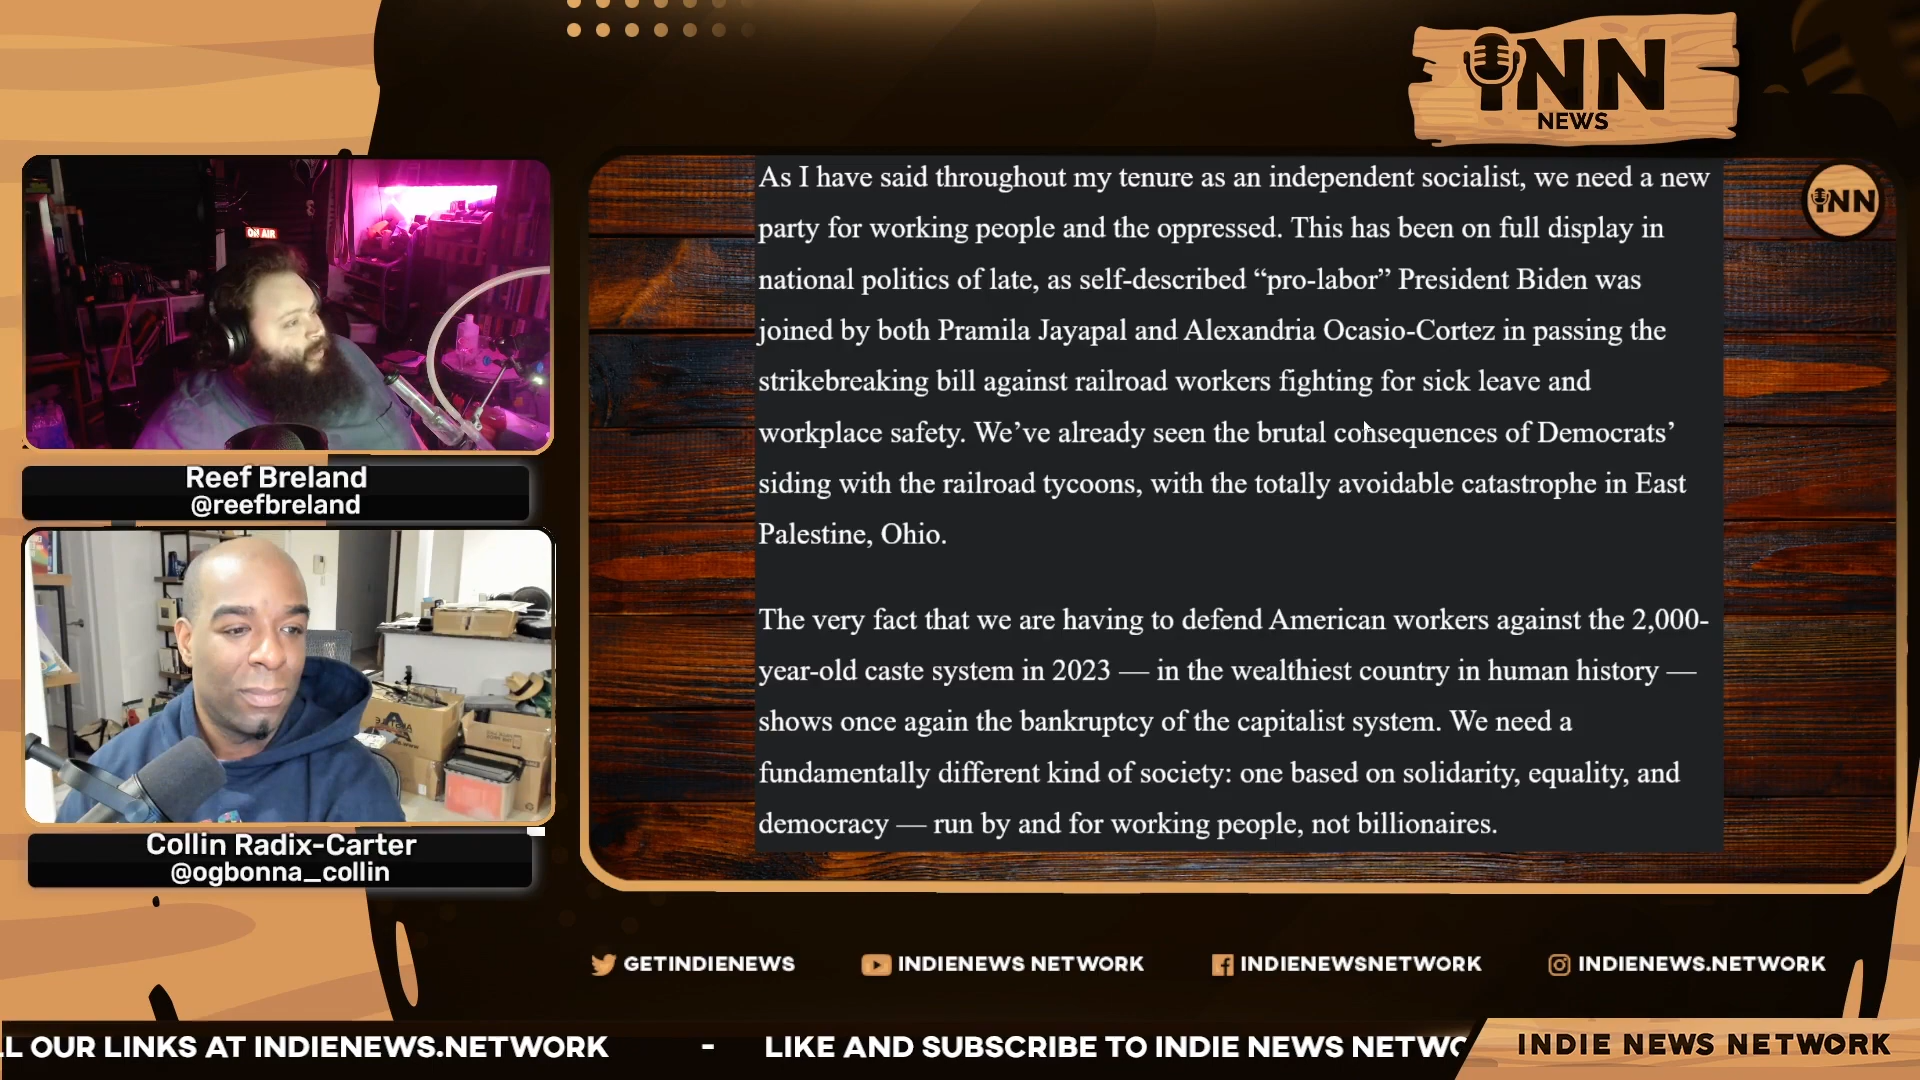 iNN
NEWS
iNN
ON AIR
Reef Breland
@reefbreland
Collin Radix-Carter
@ogbonna_collin
As I have said throughout my tenure as an independent socialist, we need a new
party for working people and the oppressed. This has been on full display in
national politics of late, as self-described “pro-labor” President Biden was
joined by both Pramila Jayapal and Alexandria Ocasio-Cortez in passing the
strikebreaking bill against railroad workers fighting for sick leave and
workplace safety. We’ve already seen the brutal consequences of Democrats’
siding with the railroad tycoons, with the totally avoidable catastrophe in East
Palestine, Ohio.
The very fact that we are having to defend American workers against the 2,000-
year-old caste system in 2023 — in the wealthiest country in human history —
shows once again the bankruptcy of the capitalist system. We need a
fundamentally different kind of society: one based on solidarity, equality, and
democracy — run by and for working people, not billionaires.
GETINDIENEWS
INDIENEWS NETWORK
INDIENEWSNETWORK
INDIENEWS.NETWORK
L OUR LINKS AT INDIENEWS.NETWORK - LIKE AND SUBSCRIBE TO INDIE NEWS NETWO
INDIE NEWS NETWORK